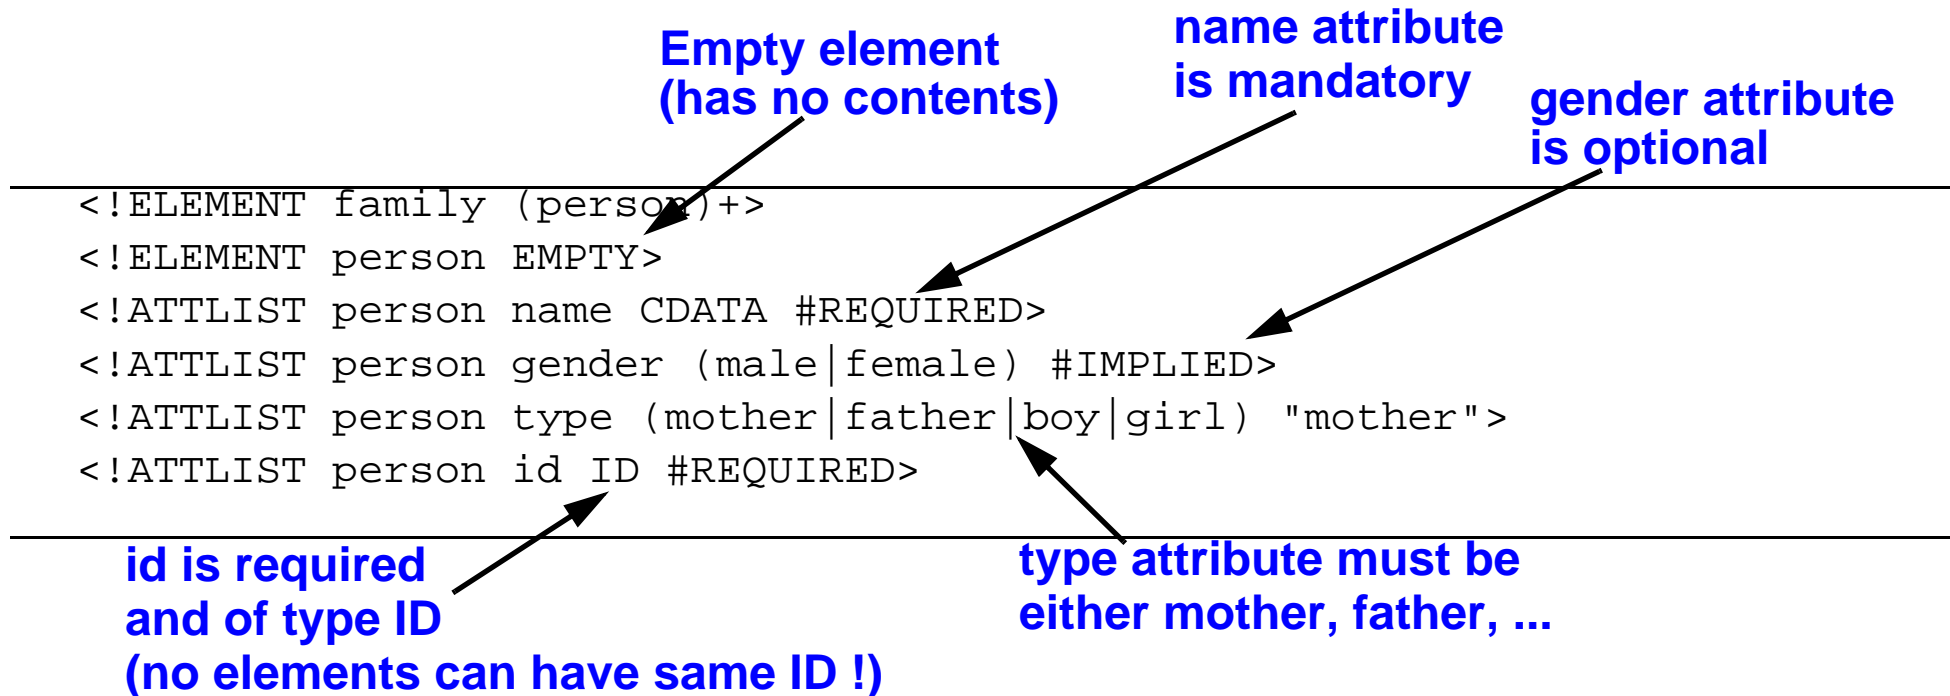 Empty element
(has no contents)
name attribute
is mandatory
gender attribute
is optional
<!ELEMENT family (person)+>
<!ELEMENT person EMPTY>
<!ATTLIST person name CDATA #REQUIRED>
<!ATTLIST person gender (male|female) #IMPLIED>
<!ATTLIST person type (mother|father|boy|girl) "mother">
<!ATTLIST person id ID #REQUIRED>
id is required
and of type ID
(no elements can have same ID !)
type attribute must be
either mother, father, ...